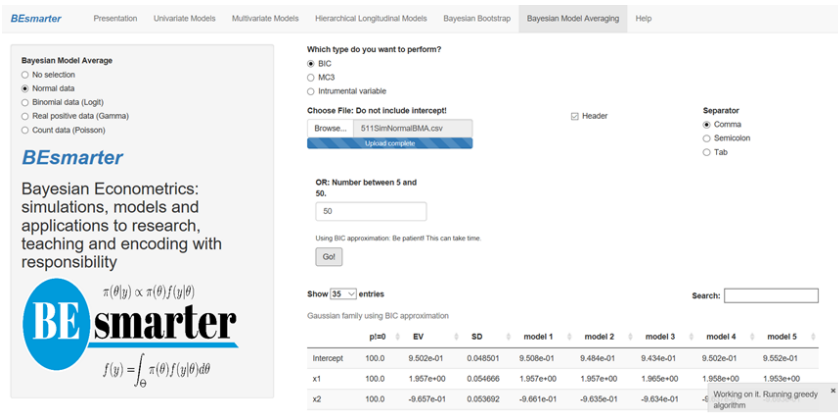 BEsmarter Presentation Univariate Models Multivariate Models Hierarchical Longitudinal Models Bayesian Bootstrap Bayesian Model Averaging Help
Bayesian Model Average
No selection
Normal data
Binomial data (Logit)
Real positive data (Gamma)
Count data (Poisson)
BEsmarter
Bayesian Econometrics:
simulations, models and
applications to research,
teaching and encoding with
responsibility
π(θ|y) ∝ π(θ)f(y|θ)
BE smarter
f(y) = ∫Θ π(θ)f(y|θ)dθ
Which type do you want to perform?
BIC
MC3
Intrumental variable
Choose File: Do not include intercept!
Browse... 511SimNormalBMA.csv
Upload complete
Header
Separator
Comma
Semicolon
Tab
OR: Number between 5 and
50.
50
Using BIC approximation: Be patient! This can take time.
Go!
Show 35 entries
Search:
Gaussian family using BIC approximation
p!=0 EV SD model 1 model 2 model 3 model 4 model 5
Intercept 100.0 9.502e-01 0.048501 9.508e-01 9.484e-01 9.434e-01 9.502e-01 9.552e-01
x1 100.0 1.957e+00 0.054666 1.957e+00 1.957e+00 1.965e+00 1.958e+00 1.953e+00
x2 100.0 -9.657e-01 0.053692 -9.661e-01 -9.635e-01 -9.634e-01
Working on it. Running greedy
algorithm